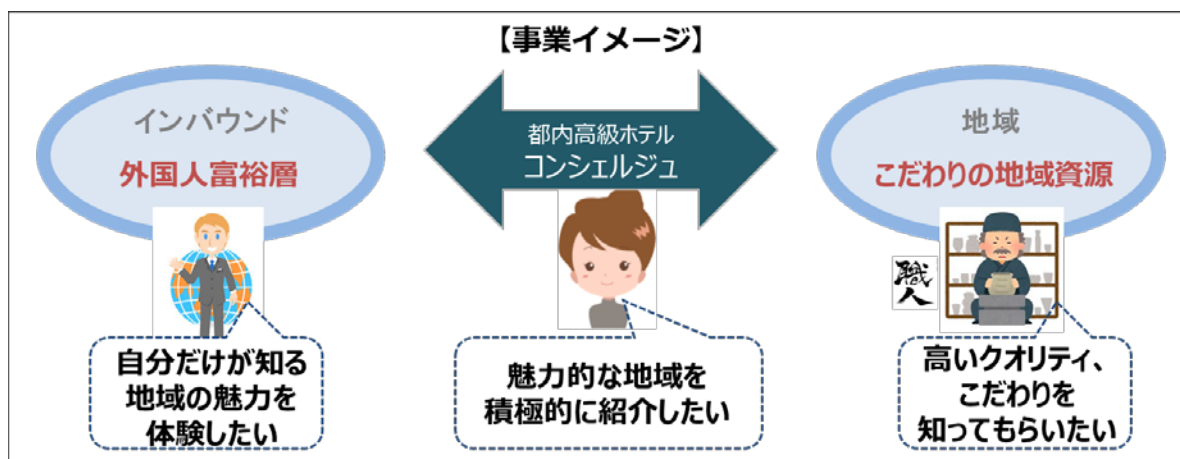 【事業イメージ】
インバウンド
外国人富裕層
都内高級ホテル
コンシェルジュ
地域
こだわりの地域資源
職人
自分だけが知る
地域の魅力を
体験したい
魅力的な地域を
積極的に紹介したい
高いクオリティ、
こだわりを
知ってもらいたい